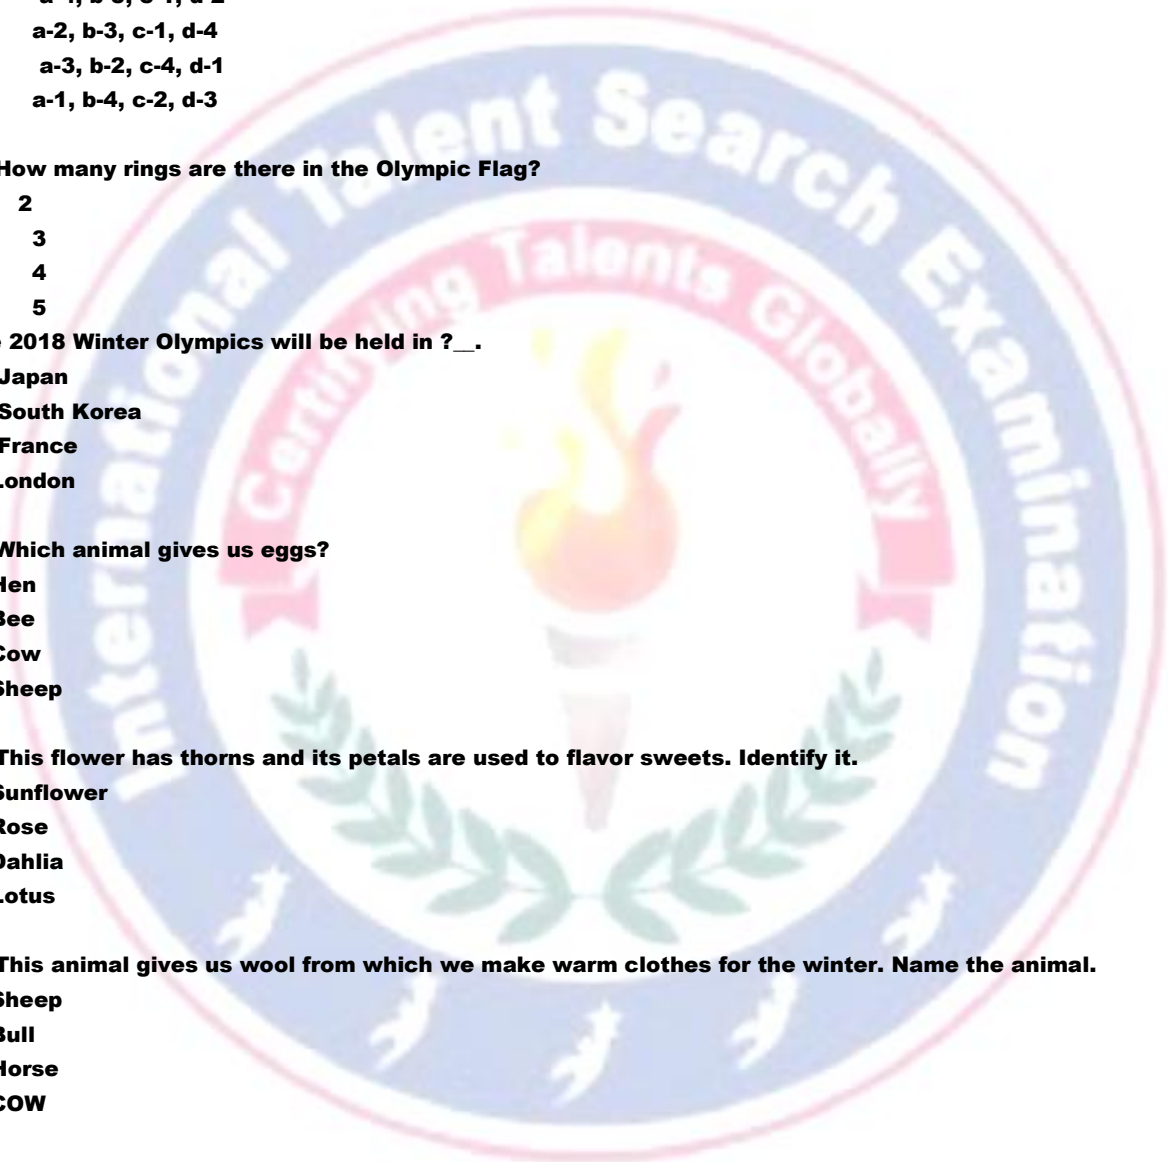 a-2, b-3, c-1, d-4
a-3, b-2, c-4, d-1
a-1, b-4, c-2, d-3
How many rings are there in the Olympic Flag?
2
3
4
5
2018 Winter Olympics will be held in ?__.
Japan
South Korea
France
London
Which animal gives us eggs?
Hen
Bee
Cow
Sheep
This flower has thorns and its petals are used to flavor sweets. Identify it.
Sunflower
Rose
Dahlia
Lotus
This animal gives us wool from which we make warm clothes for the winter. Name the animal.
Sheep
Bull
Horse
COW
International Talent Search Examination
Certifying Talents Globally